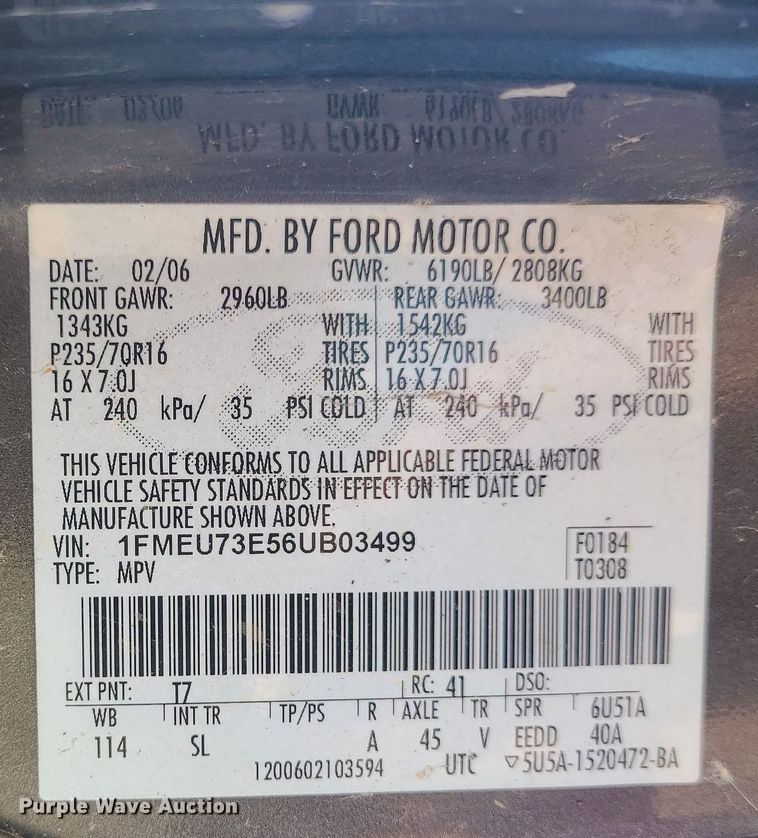 MFD. BY FORD MOTOR CO.
DATE: 02/06 GVWR: 6190LB/ 2808KG
FRONT GAWR: 2960LB REAR GAWR: 3400LB
1343KG WITH 1542KG WITH
P235/70R16 TIRES P235/70R16 TIRES
16 X 7.0J RIMS 16 X 7.0J RIMS
AT 240 kPa/ 35 PSI COLD AT 240 kPa/ 35 PSI COLD
THIS VEHICLE CONFORMS TO ALL APPLICABLE FEDERAL MOTOR
VEHICLE SAFETY STANDARDS IN EFFECT ON THE DATE OF
MANUFACTURE SHOWN ABOVE.
VIN: 1FMEU73E56UB03499 F0184
TYPE: MPV T0308
EXT PNT: T7 RC: 41 DSO:
WB INT TR TP/PS R AXLE TR SPR 6U51A
114 SL A 45 V EEDD 40A
1200602103594 UTC ▽5U5A-1520472-BA
Purple Wave Auction